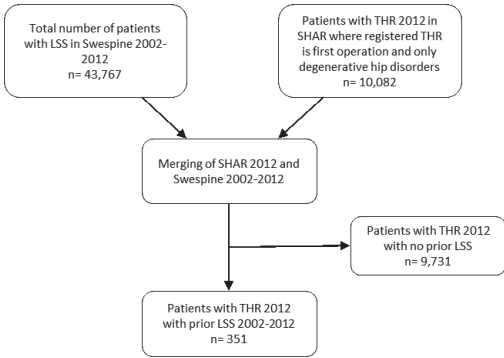 Total number of patients
with LSS in Swespine 2002-
2012
n= 43,767
Patients with THR 2012 in
SHAR where registered THR
is first operation and only
degenerative hip disorders
n= 10,082
Merging of SHAR 2012 and
Swespine 2002-2012
Patients with THR 2012
with no prior LSS
n= 9,731
Patients with THR 2012
with prior LSS 2002-2012
n= 351